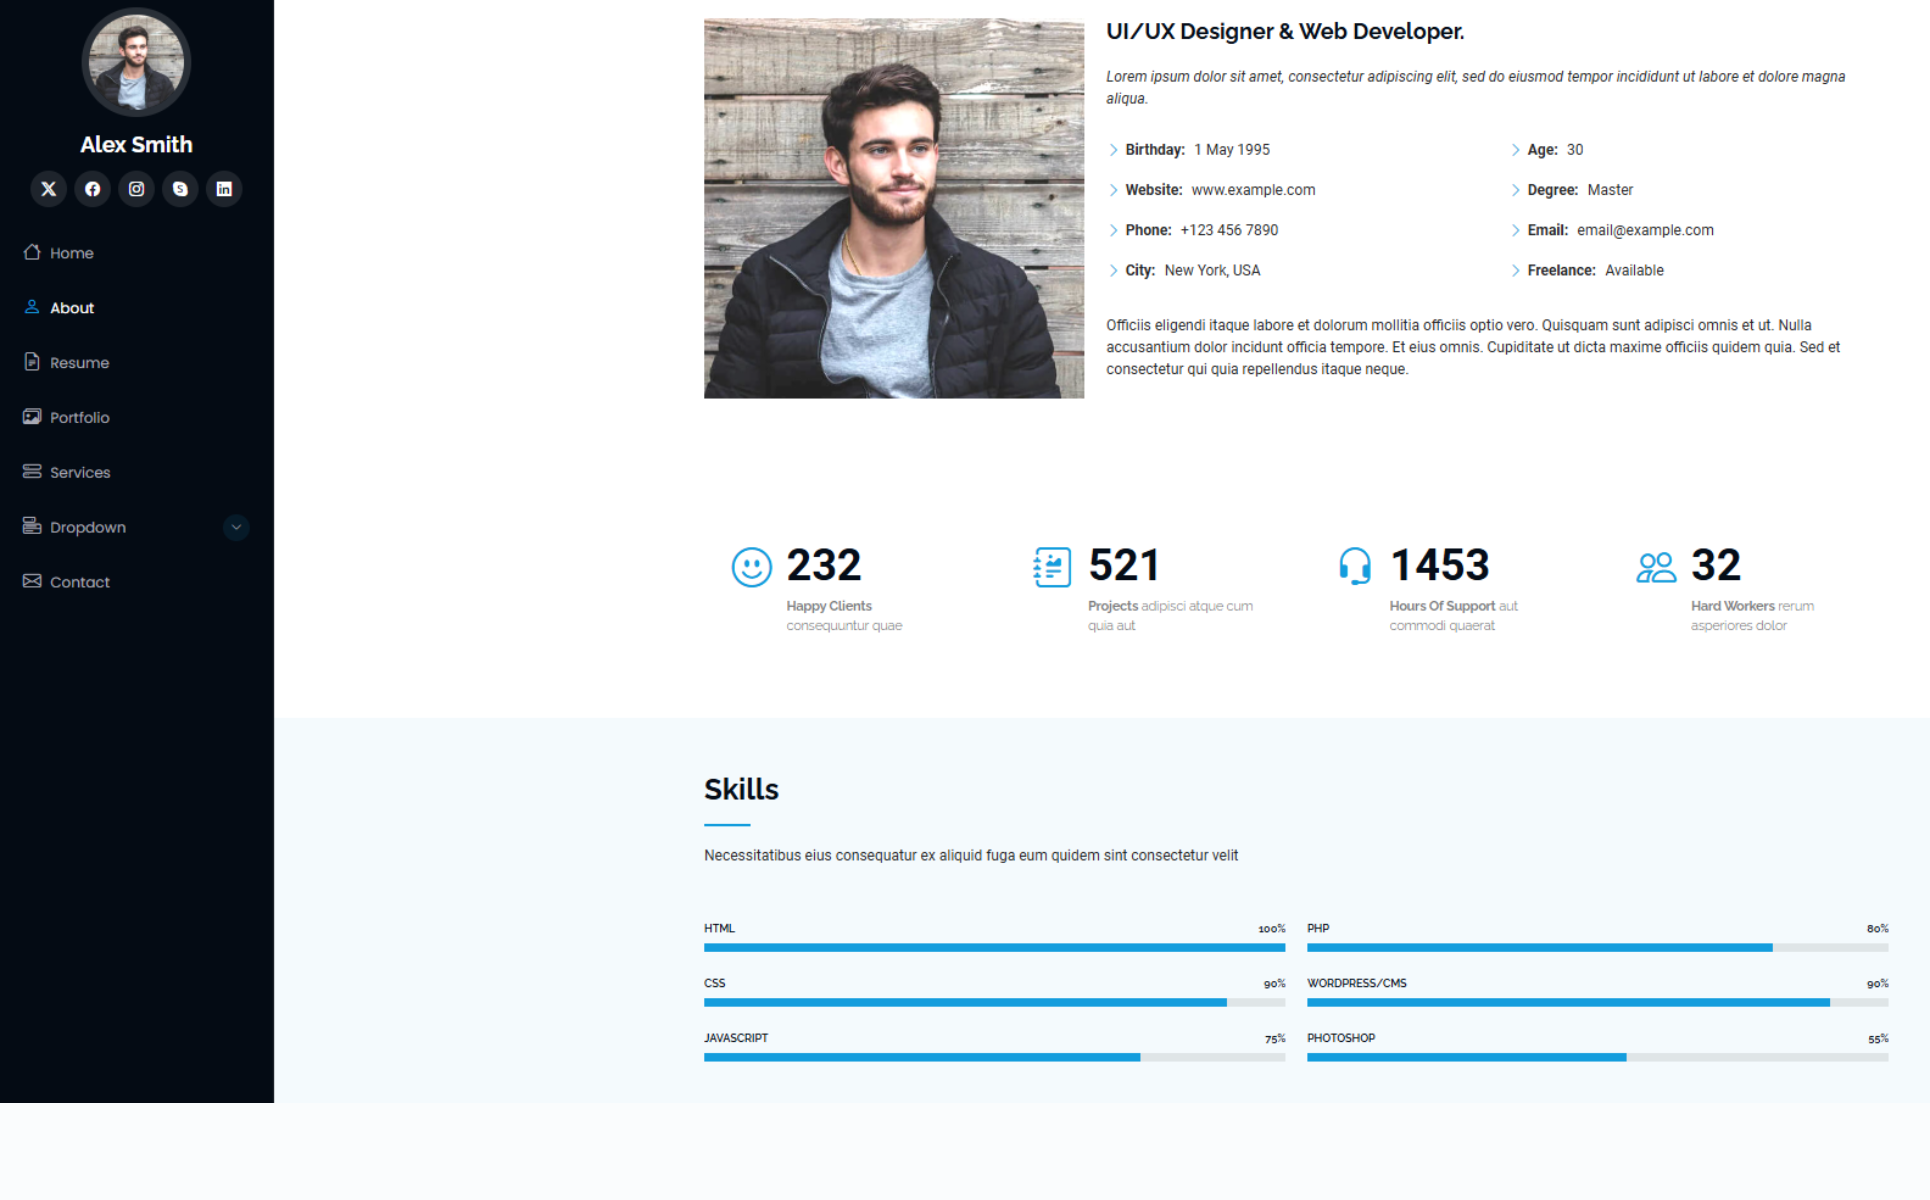 Alex Smith
Home
About
Resume
Portfolio
Services
Dropdown
Contact
UI/UX Designer & Web Developer.
Lorem ipsum dolor sit amet, consectetur adipiscing elit, sed do eiusmod tempor incididunt ut labore et dolore magna
aliqua.
Birthday: 1 May 1995
Age: 30
Website: www.example.com
Degree: Master
Phone: +123 456 7890
Email: email@example.com
City: New York, USA
Freelance: Available
Officiis eligendi itaque labore et dolorum mollitia officiis optio vero. Quisquam sunt adipisci omnis et ut. Nulla
accusantium dolor incidunt officia tempore. Et eius omnis. Cupiditate ut dicta maxime officiis quidem quia. Sed et
consectetur qui quia repellendus itaque neque.
232
Happy Clients
consequuntur quae
521
Projects adipisci atque cum
quia aut
1453
Hours Of Support aut
commodi quaerat
32
Hard Workers rerum
asperiores dolor
Skills
Necessitatibus eius consequatur ex aliquid fuga eum quidem sint consectetur velit
HTML 100%
PHP 80%
CSS 90%
WORDPRESS/CMS 90%
JAVASCRIPT 75%
PHOTOSHOP 55%